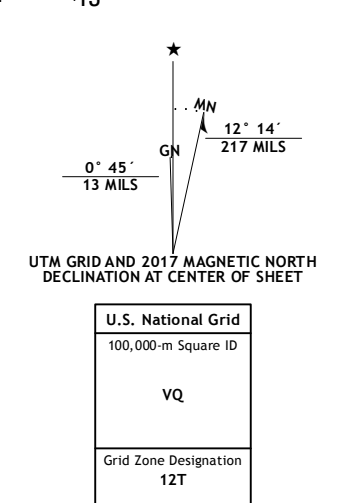 ★
MN
12° 14´
217 MILS
GN
0° 45´
13 MILS
UTM GRID AND 2017 MAGNETIC NORTH
DECLINATION AT CENTER OF SHEET
U.S. National Grid
100,000-m Square ID
VQ
Grid Zone Designation
12T